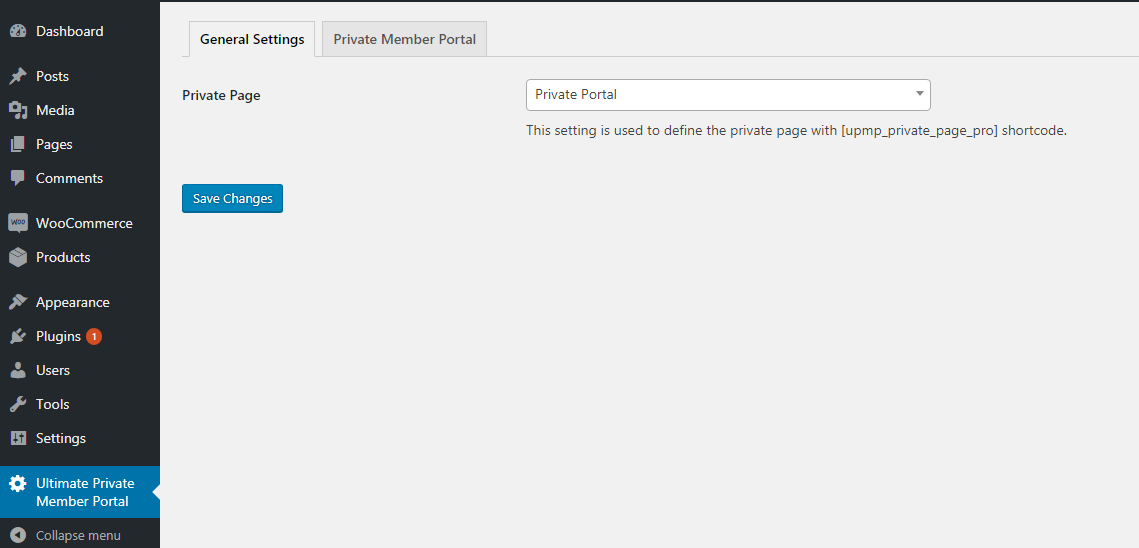 Dashboard
Posts
Media
Pages
Comments
WOO
WooCommerce
Products
Appearance
Plugins 1
Users
Tools
Settings
Ultimate Private
Member Portal
Collapse menu
General Settings
Private Member Portal
Private Page
Private Portal
This setting is used to define the private page with [upmp_private_page_pro] shortcode.
Save Changes